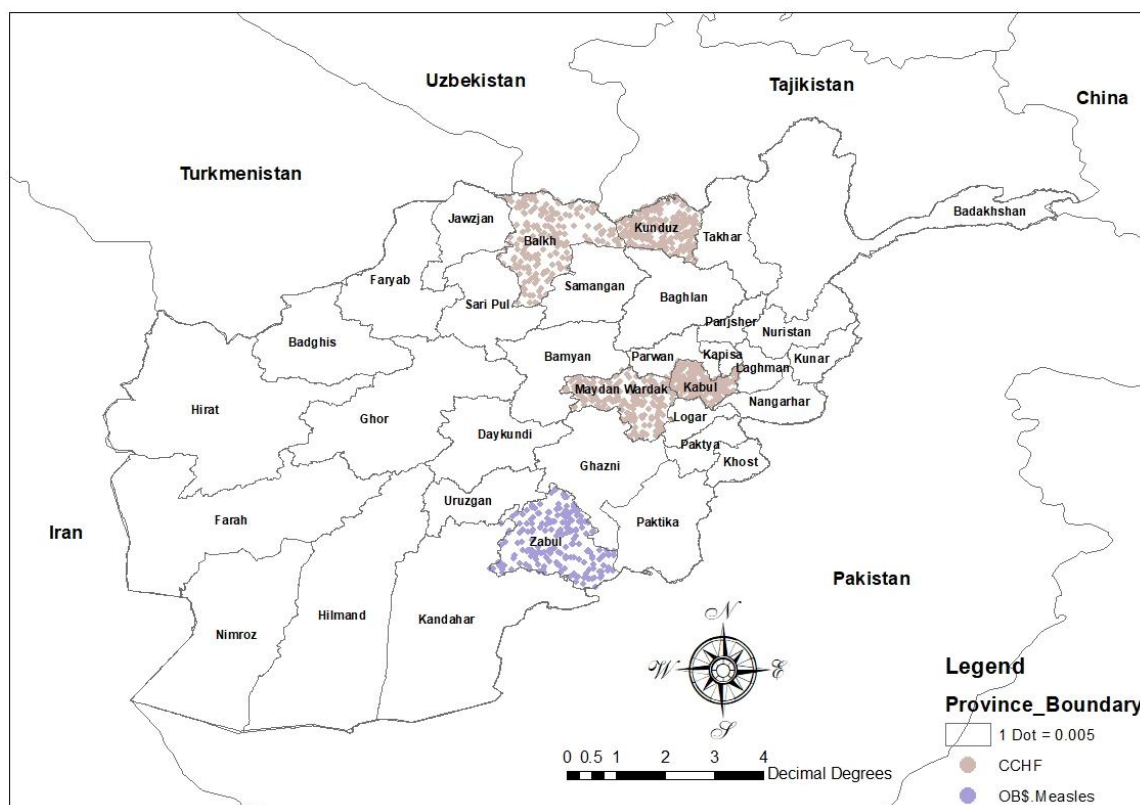 Uzbekistan
Tajikistan
China
Turkmenistan
Badakhshan
Jawzjan
Balkh
Kunduz
Takhar
Faryab
Samangan
Sari Pul
Baghlan
Panjsher
Nuristan
Badghis
Bamyan
Parwan
Kapisa
Kunar
Laghman
Maydan Wardak
Kabul
Nangarhar
Hirat
Ghor
Logar
Daykundi
Paktya
Khost
Ghazni
Uruzgan
Farah
Paktika
Iran
Zabul
Pakistan
Hilmand
Kandahar
Nimroz
N
W
E
S
Legend
Province_Boundary
1 Dot = 0.005
CCHF
OB$.Measles
0 0.5 1 2 3 4
Decimal Degrees